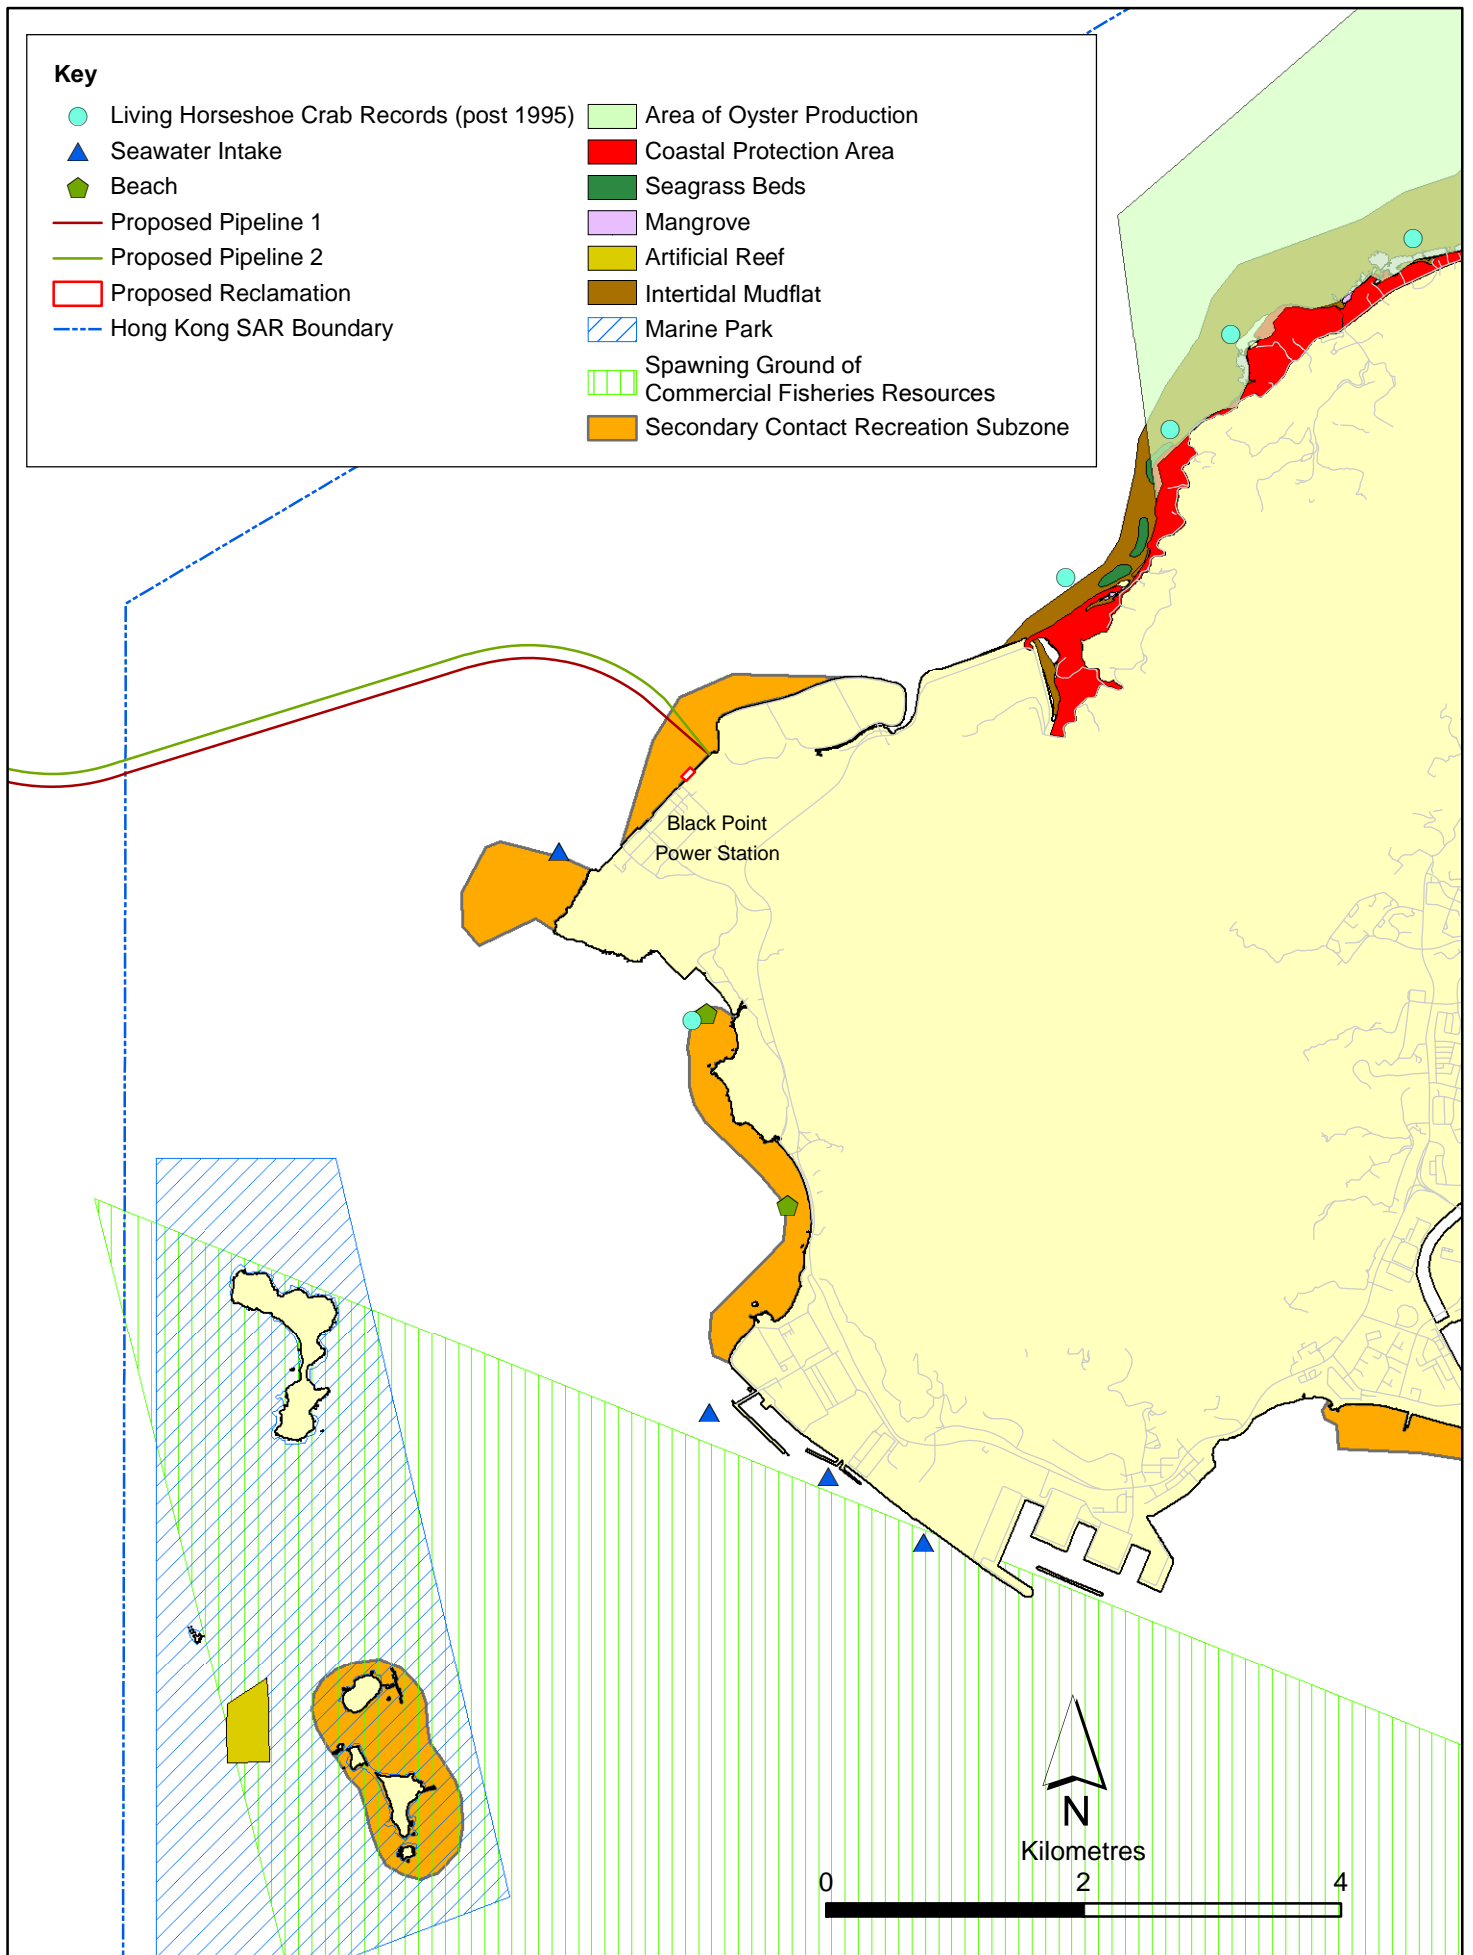 Key
Living Horseshoe Crab Records (post 1995)
Seawater Intake
Beach
Proposed Pipeline 1
Proposed Pipeline 2
Proposed Reclamation
Hong Kong SAR Boundary
Area of Oyster Production
Coastal Protection Area
Seagrass Beds
Mangrove
Artificial Reef
Intertidal Mudflat
Marine Park
Spawning Ground of
Commercial Fisheries Resources
Secondary Contact Recreation Subzone
Black Point
Power Station
N
Kilometres
0 2 4